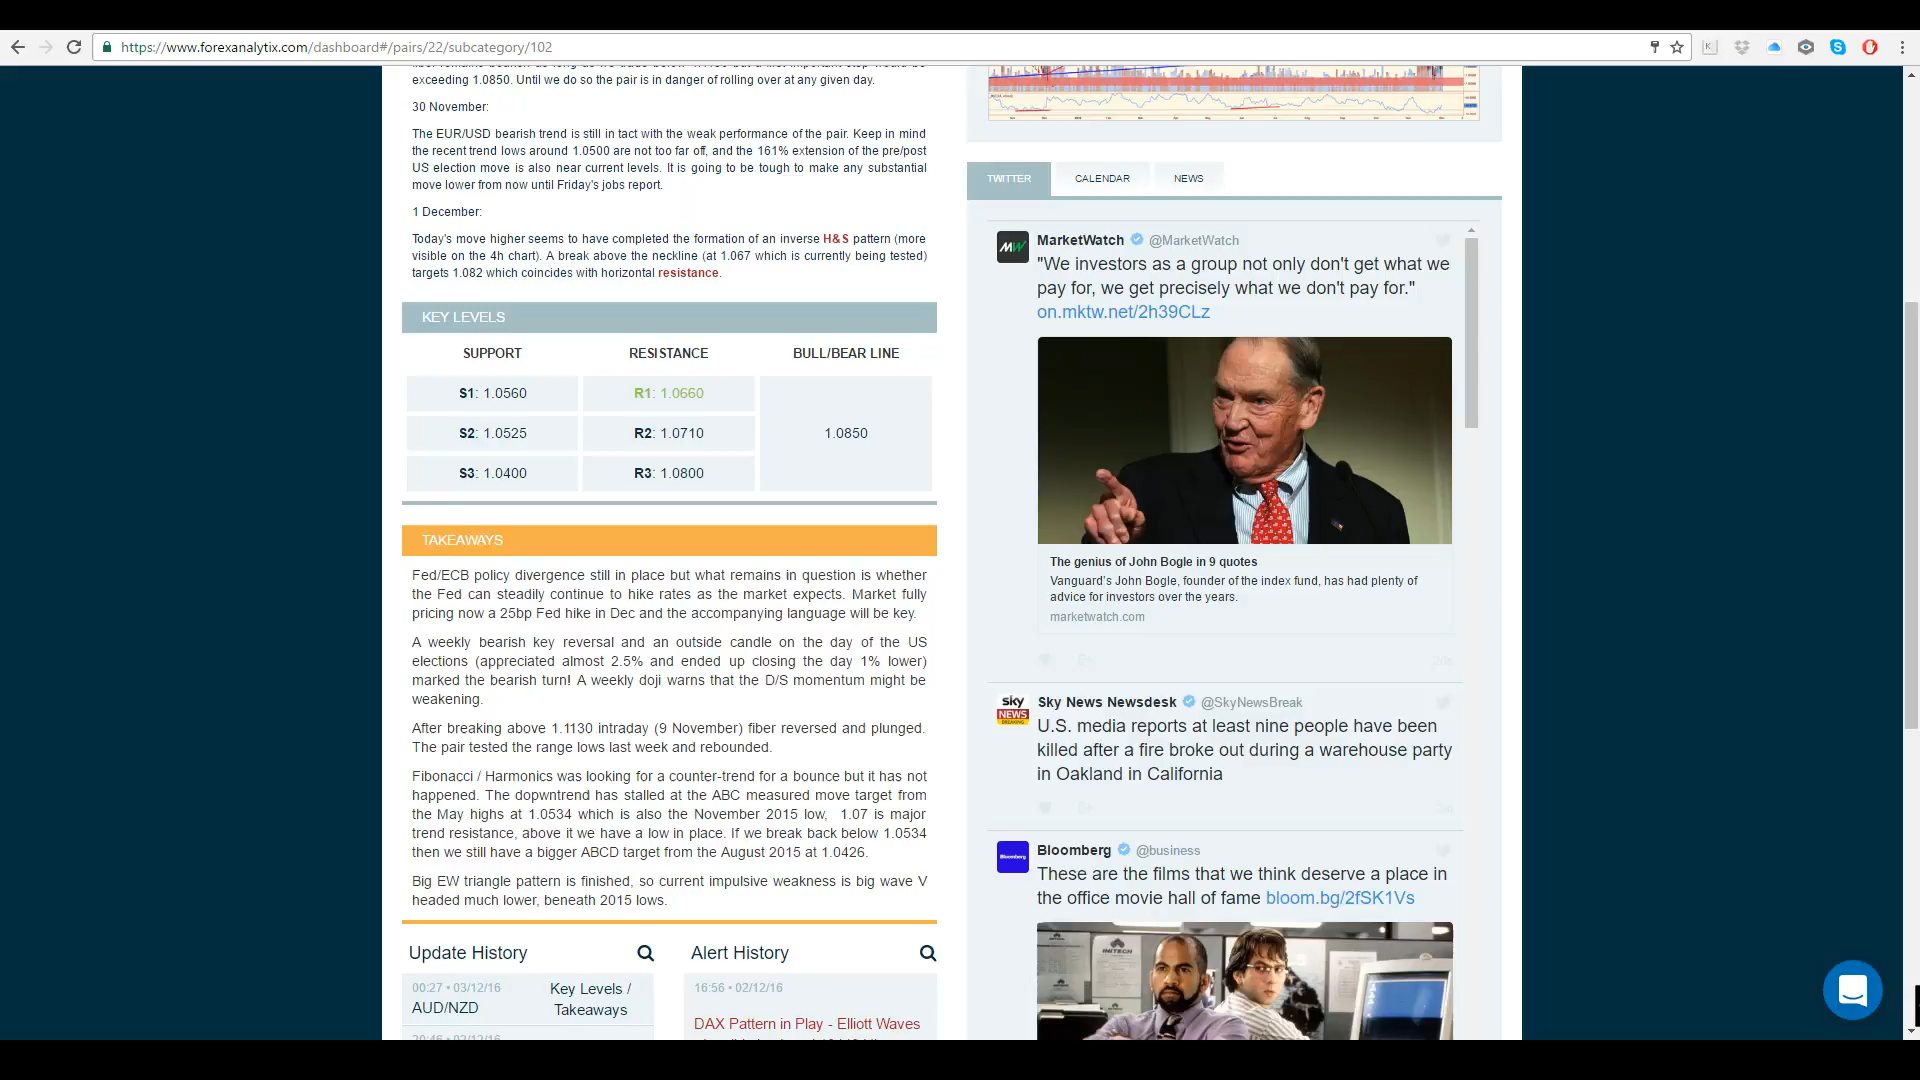 https://www.forexanalytix.com/dashboard#/pairs/22/subcategory/102
exceeding 1.0850. Until we do so the pair is in danger of rolling over at any given day.
30 November:
The EUR/USD bearish trend is still in tact with the weak performance of the pair. Keep in mind
the recent trend lows around 1.0500 are not too far off, and the 161% extension of the pre/post
US election move is also near current levels. It is going to be tough to make any substantial
move lower from now until Friday's jobs report.
1 December:
Today's move higher seems to have completed the formation of an inverse H&S pattern (more
visible on the 4h chart). A break above the neckline (at 1.067 which is currently being tested)
targets 1.082 which coincides with horizontal resistance.
KEY LEVELS
SUPPORT RESISTANCE BULL/BEAR LINE
S1: 1.0560 R1: 1.0660
S2: 1.0525 R2: 1.0710 1.0850
S3: 1.0400 R3: 1.0800
TAKEAWAYS
Fed/ECB policy divergence still in place but what remains in question is whether
the Fed can steadily continue to hike rates as the market expects. Market fully
pricing now a 25bp Fed hike in Dec and the accompanying language will be key.
A weekly bearish key reversal and an outside candle on the day of the US
elections (appreciated almost 2.5% and ended up closing the day 1% lower)
marked the bearish turn! A weekly doji warns that the D/S momentum might be
weakening.
After breaking above 1.1130 intraday (9 November) fiber reversed and plunged.
The pair tested the range lows last week and rebounded.
Fibonacci / Harmonics was looking for a counter-trend for a bounce but it has not
happened. The dopwntrend has stalled at the ABC measured move target from
the May highs at 1.0534 which is also the November 2015 low, 1.07 is major
trend resistance, above it we have a low in place. If we break back below 1.0534
then we still have a bigger ABCD target from the August 2015 at 1.0426.
Big EW triangle pattern is finished, so current impulsive weakness is big wave V
headed much lower, beneath 2015 lows.
Update History
00:27 • 03/12/16
AUD/NZD
Key Levels /
Takeaways
Alert History
16:56 • 02/12/16
DAX Pattern in Play - Elliott Waves
TWITTER CALENDAR NEWS
MW
MarketWatch @MarketWatch
"We investors as a group not only don't get what we
pay for, we get precisely what we don't pay for."
on.mktw.net/2h39CLz
The genius of John Bogle in 9 quotes
Vanguard's John Bogle, founder of the index fund, has had plenty of
advice for investors over the years.
marketwatch.com
sky
NEWS
Sky News Newsdesk @SkyNewsBreak
U.S. media reports at least nine people have been
killed after a fire broke out during a warehouse party
in Oakland in California
Bloomberg
Bloomberg @business
These are the films that we think deserve a place in
the office movie hall of fame bloom.bg/2fSK1Vs
INITECH